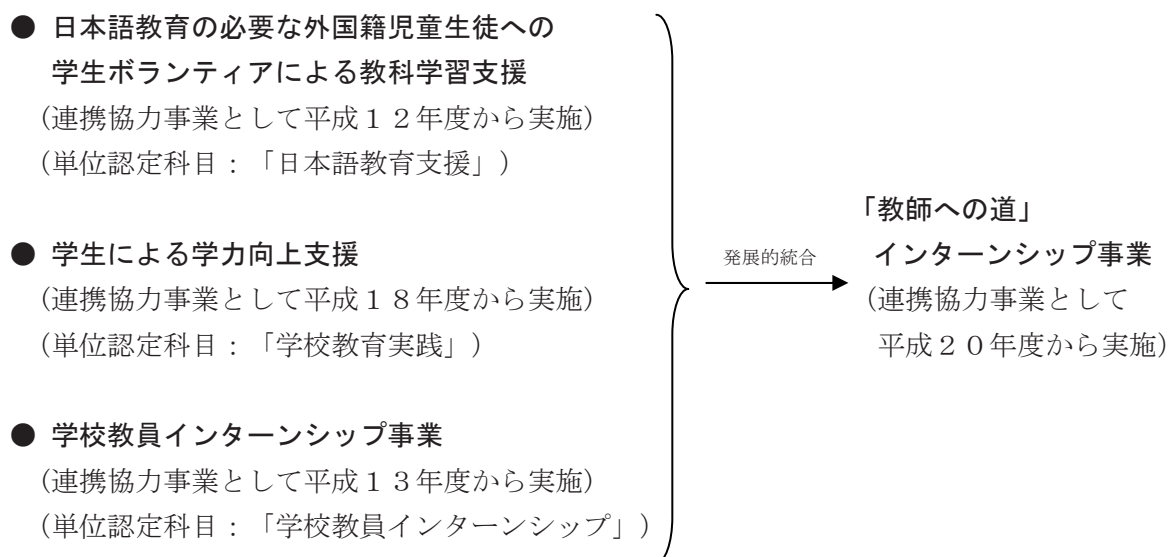 ● 日本語教育の必要な外国籍児童生徒への
学生ボランティアによる教科学習支援
(連携協力事業として平成12年度から実施)
(単位認定科目:「日本語教育支援」)
● 学生による学力向上支援
(連携協力事業として平成18年度から実施)
(単位認定科目:「学校教育実践」)
● 学校教員インターンシップ事業
(連携協力事業として平成13年度から実施)
(単位認定科目:「学校教員インターンシップ」)
発展的統合
「教師への道」
インターンシップ事業
(連携協力事業として
平成20年度から実施)